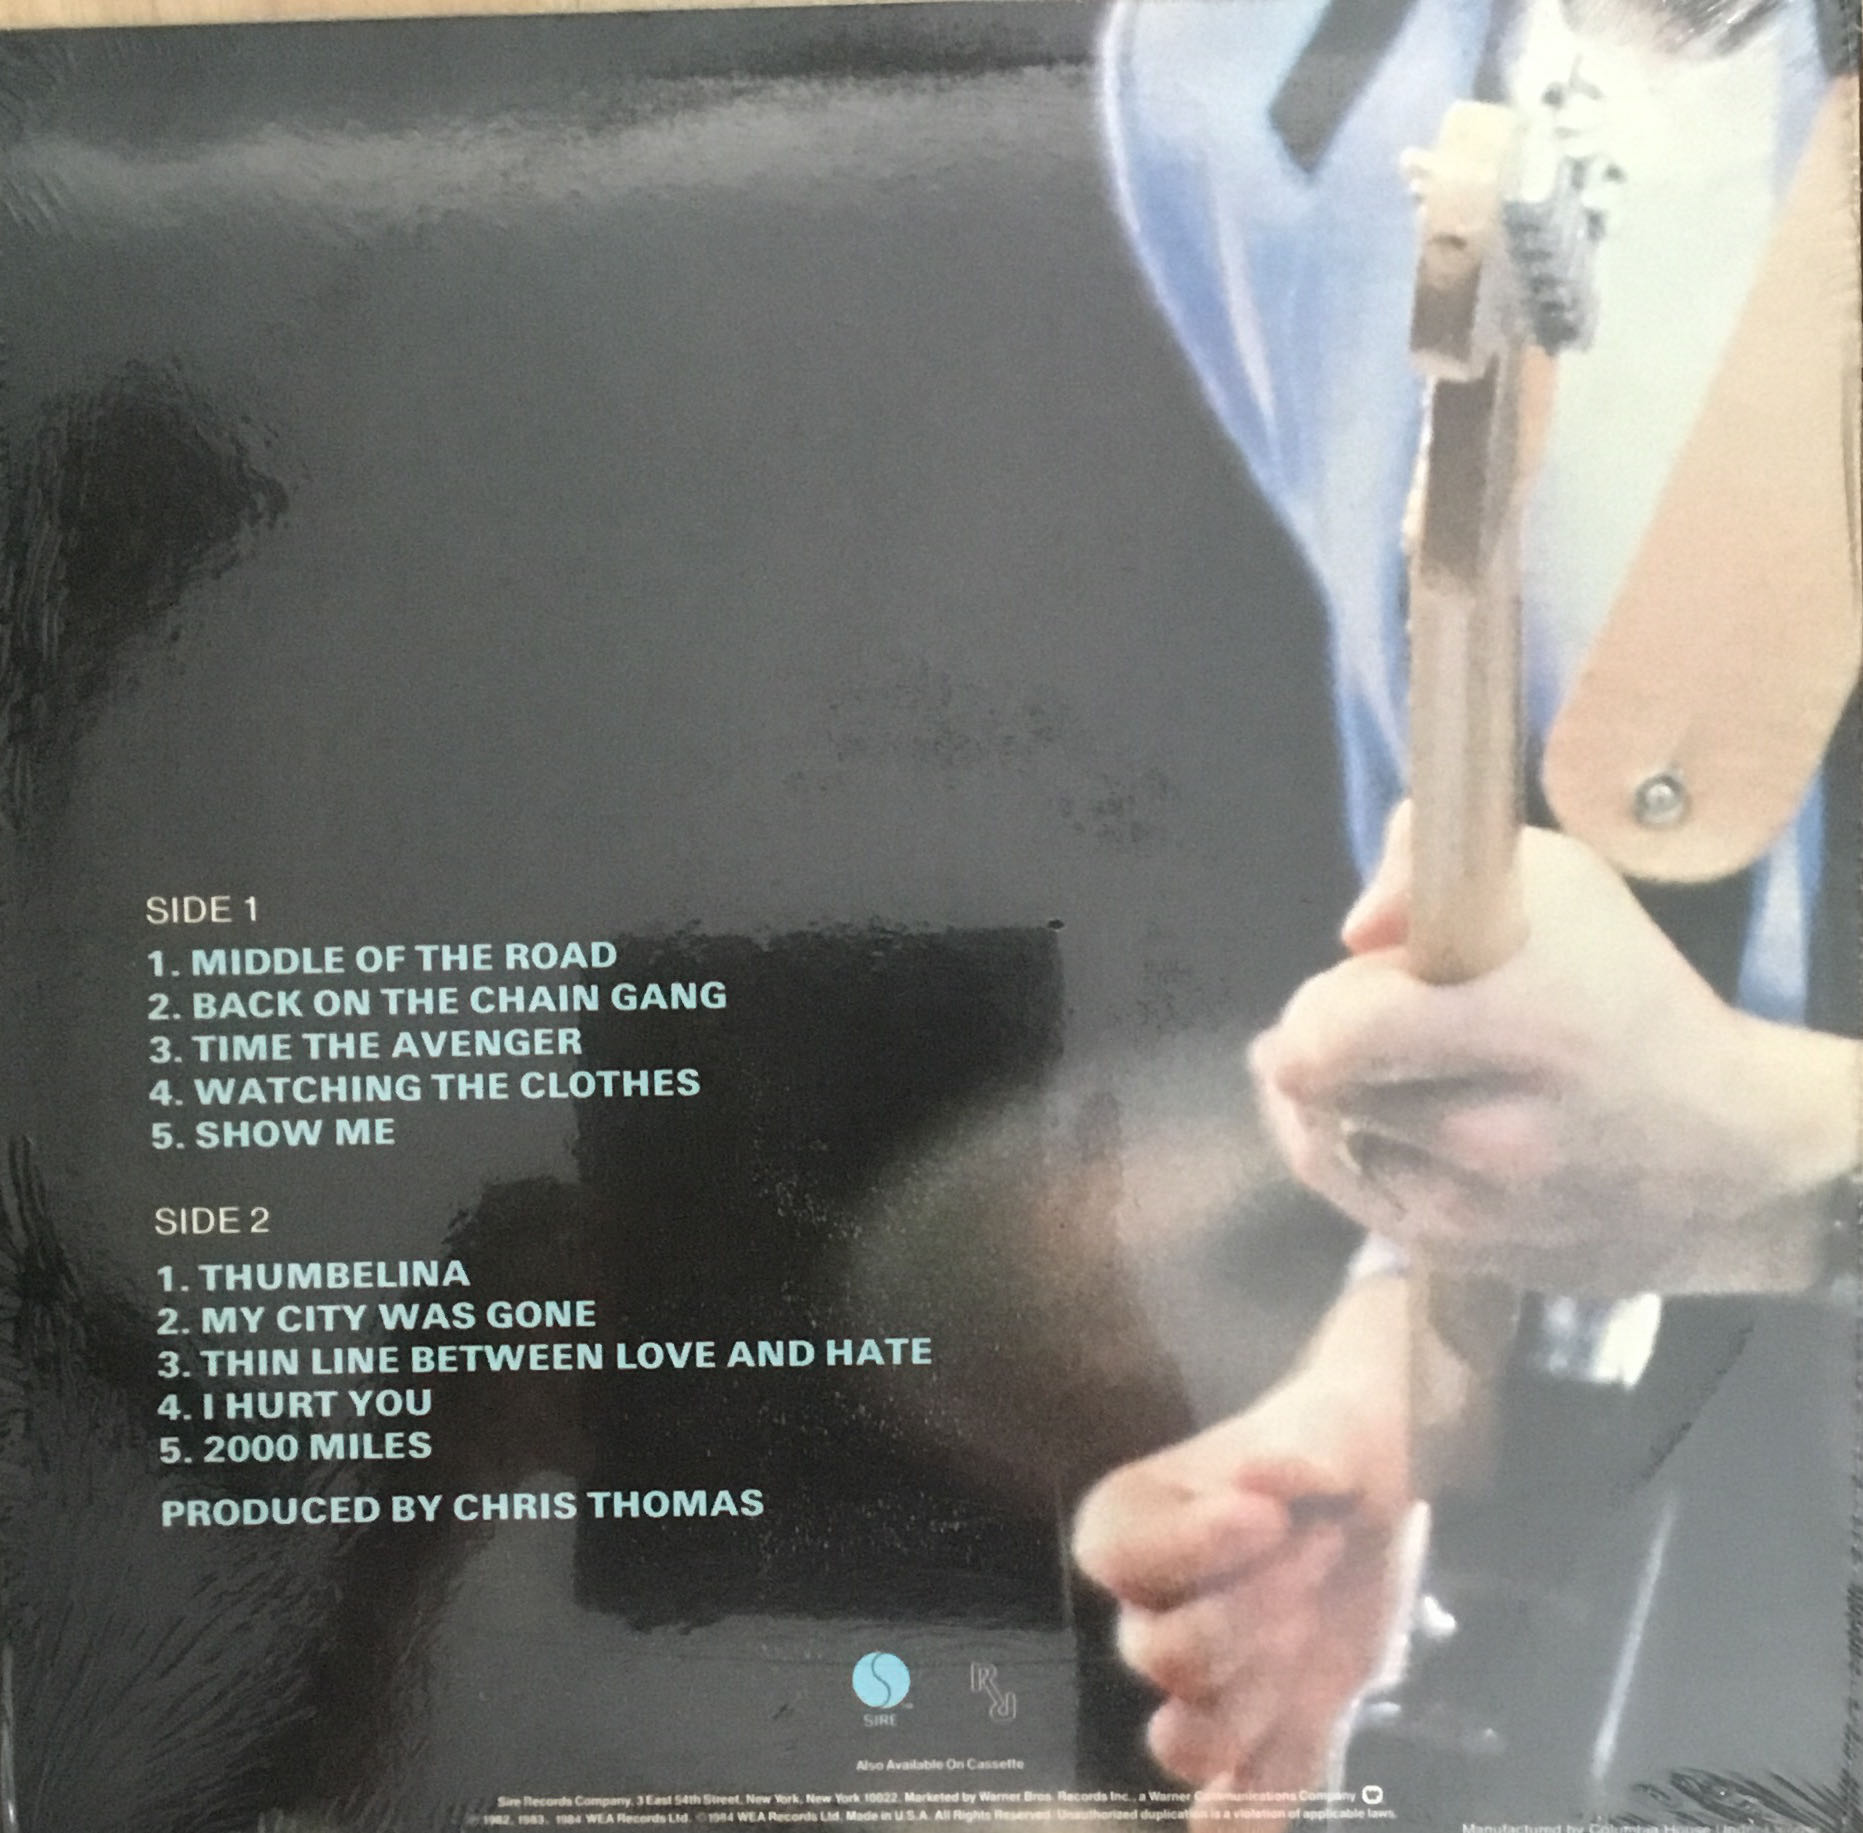 SIDE 1
1. MIDDLE OF THE ROAD
2. BACK ON THE CHAIN GANG
3. TIME THE AVENGER
4. WATCHING THE CLOTHES
5. SHOW ME
SIDE 2
1. THUMBELINA
2. MY CITY WAS GONE
3. THIN LINE BETWEEN LOVE AND HATE
4. I HURT YOU
5. 2000 MILES
PRODUCED BY CHRIS THOMAS
SIRE
Also Available On Cassette
Sire Records Company, 3 East 54th Street, New York, New York 10022. Marketed by Warner Bros. Records Inc., a Warner Communications Company
℗ 1982, 1983, 1984 WEA Records Ltd. © 1984 WEA Records Ltd. Made in U.S.A. All Rights Reserved. Unauthorized duplication is a violation of applicable laws.
Manufactured by Columbia House Under